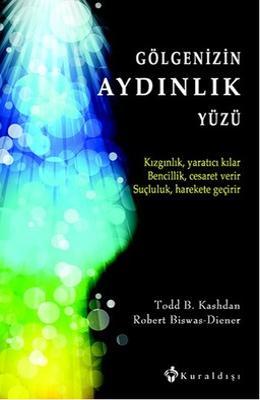 GÖLGENİZİN
AYDINLIK
YÜZÜ
Kızgınlık, yaratıcı kılar
Bencillik, cesaret verir
Suçluluk, harekete geçirir
Todd B. Kashdan
Robert Biswas-Diener
Kuraldışı